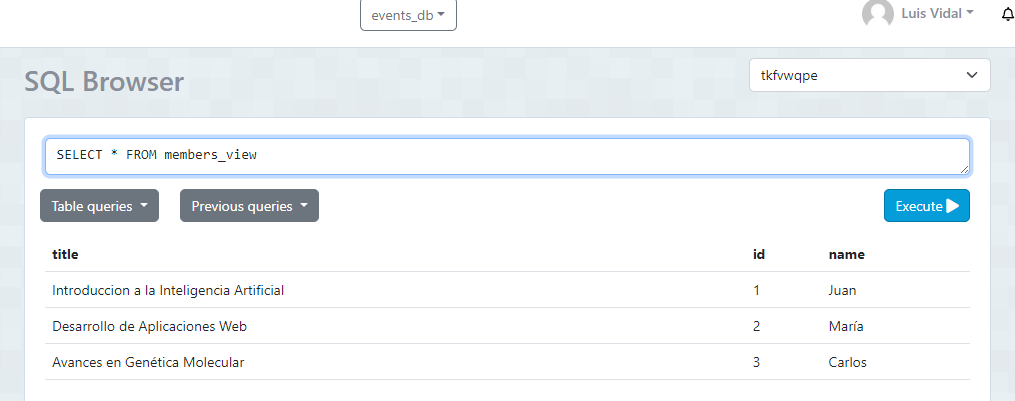 events_db
Luis Vidal
SQL Browser
tkfvwqpe
SELECT * FROM members_view
Table queries
Previous queries
Execute
title id name
Introduccion a la Inteligencia Artificial 1 Juan
Desarrollo de Aplicaciones Web 2 María
Avances en Genética Molecular 3 Carlos